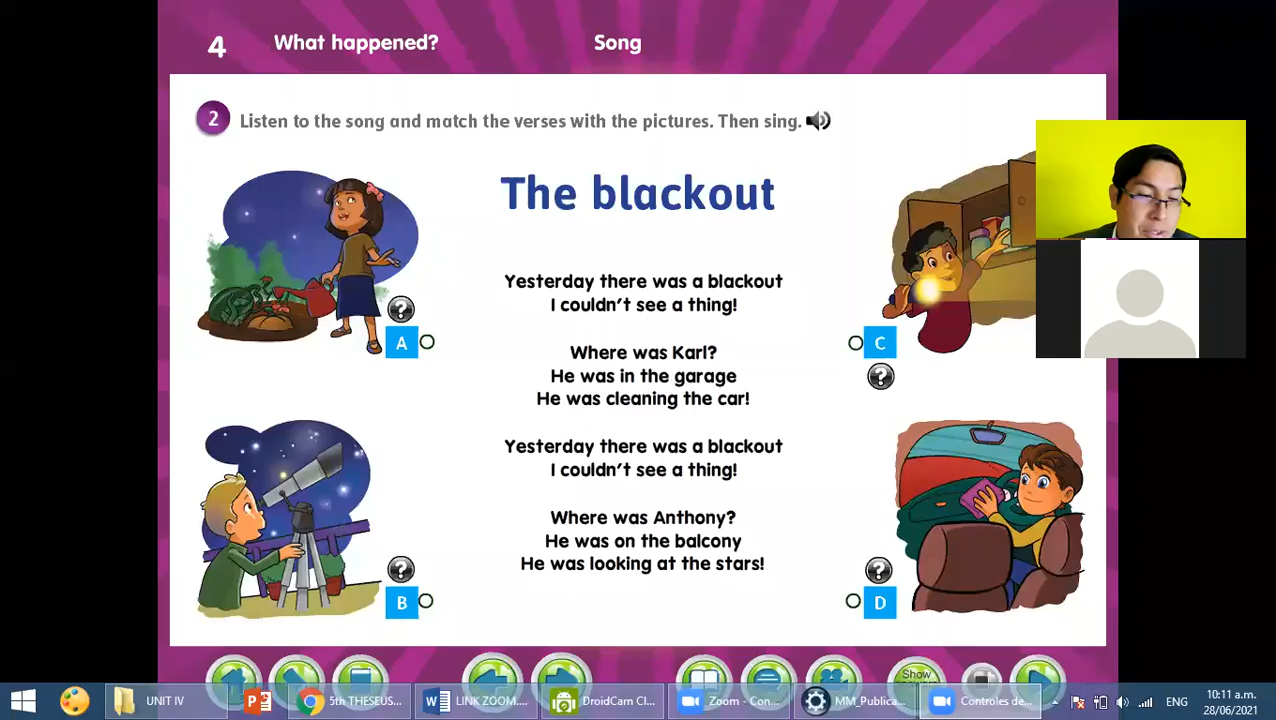 4 What happened? Song
2 Listen to the song and match the verses with the pictures. Then sing.
The blackout
Yesterday there was a blackout
I couldn't see a thing!
Where was Karl?
He was in the garage
He was cleaning the car!
Yesterday there was a blackout
I couldn't see a thing!
Where was Anthony?
He was on the balcony
He was looking at the stars!
?
A
?
B
C
?
?
D
Show
UNIT IV
5th THESEUS...
LINK ZOOM....
DroidCam Cl...
Zoom - Con...
MM_Publica...
Controles de...
ENG
10:11 a.m.
28/06/2021